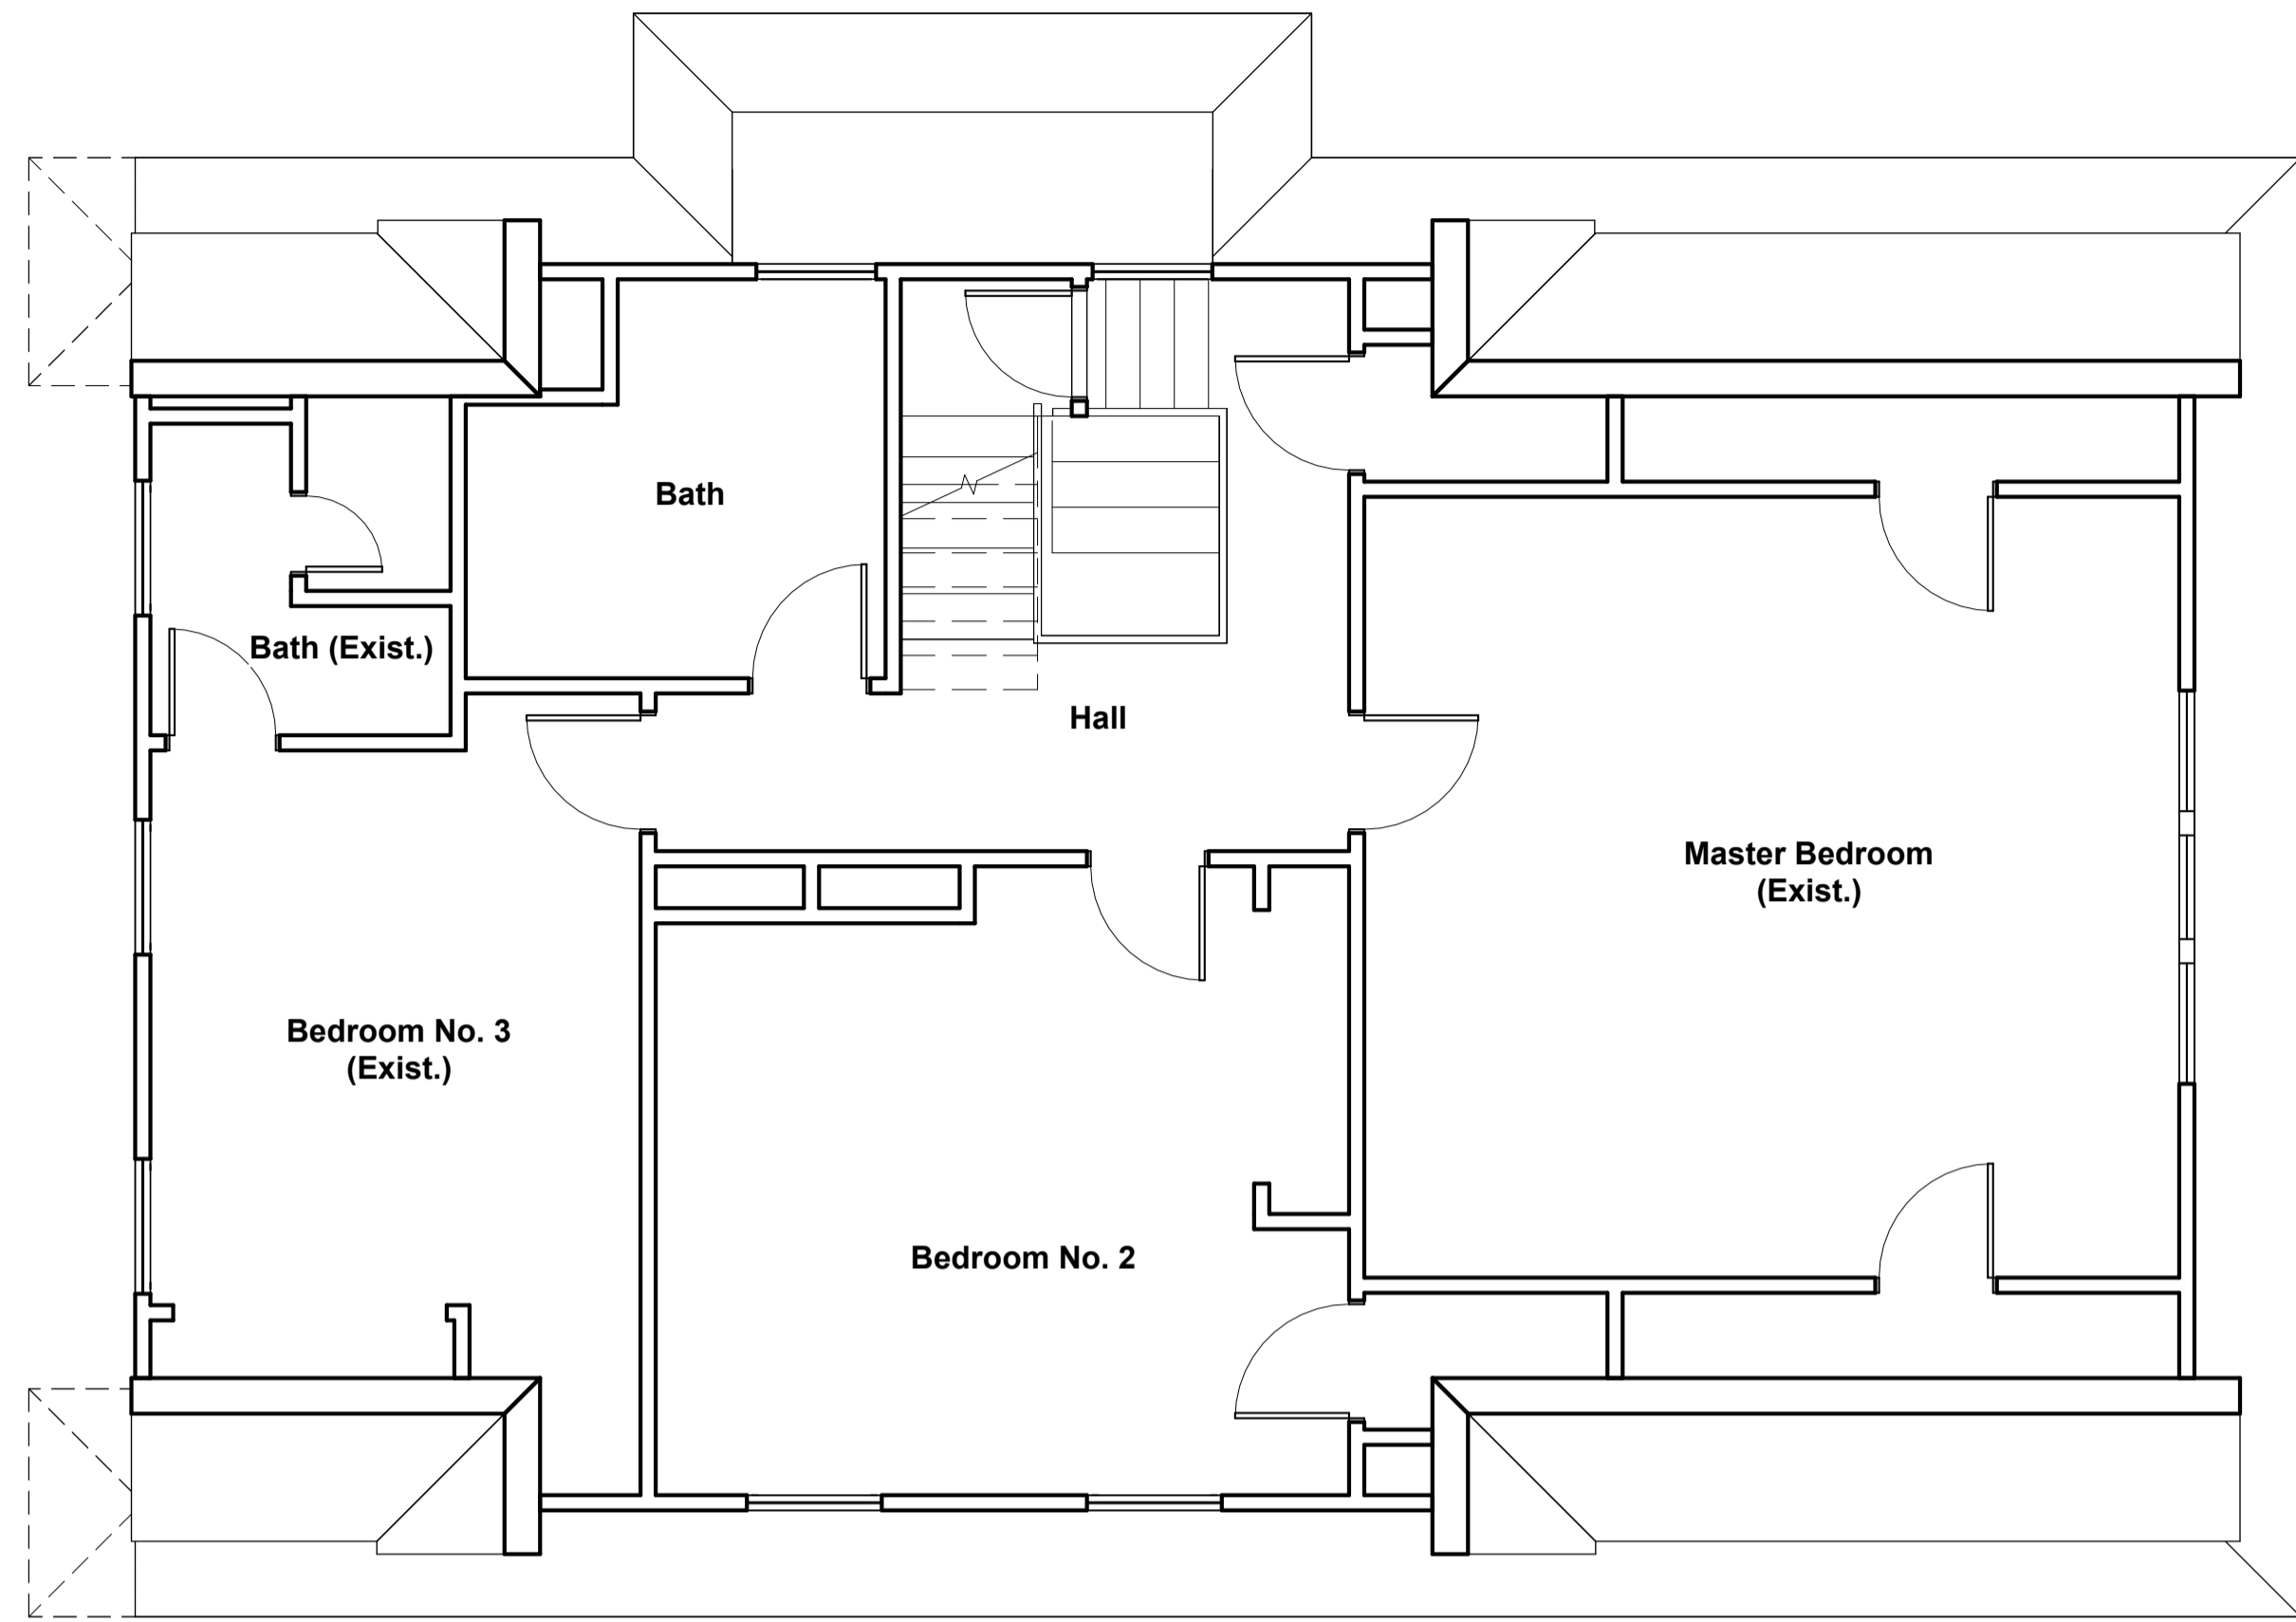 Bath
Bath (Exist.)
Hall
Master Bedroom
(Exist.)
Bedroom No. 3
(Exist.)
Bedroom No. 2